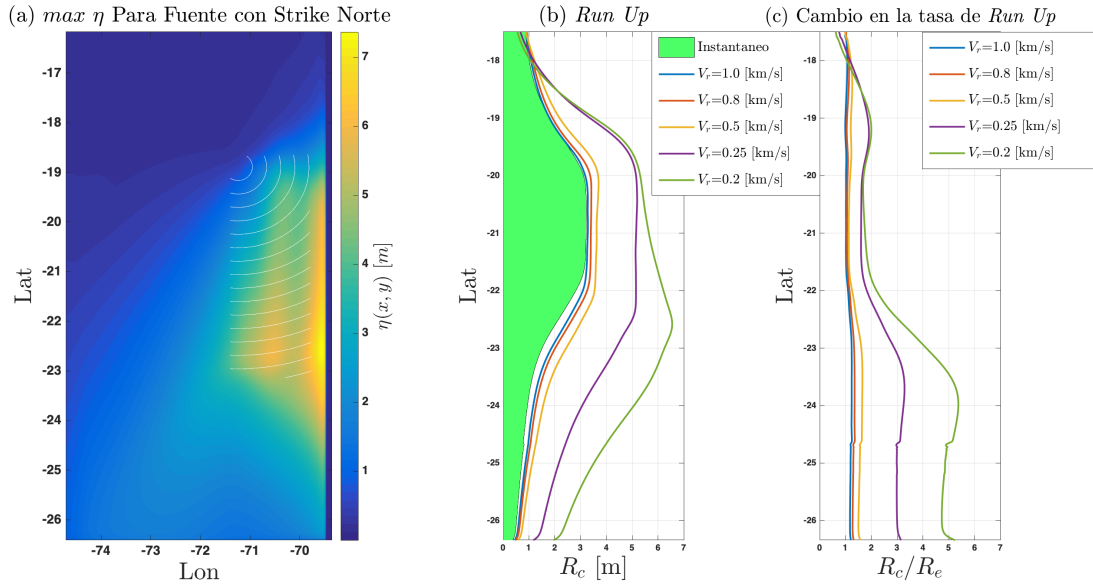 (a) max η Para Fuente con Strike Norte
-17
-18
-19
-20
-21
-22
-23
-24
-25
-26
Lat
-74
-73
-72
-71
-70
Lon
7
6
5
4
3
2
1
η(x, y) [m]
(b) Run Up
-18
-19
-20
-21
-22
-23
-24
-25
-26
Lat
0 1 2 3 4 5 6 7
R_c [m]
Instantaneo
V_r=1.0 [km/s]
V_r=0.8 [km/s]
V_r=0.5 [km/s]
V_r=0.25 [km/s]
V_r=0.2 [km/s]
(c) Cambio en la tasa de Run Up
-18
-19
-20
-21
-22
-23
-24
-25
-26
Lat
0 1 2 3 4 5 6 7
R_c/R_e
V_r=1.0 [km/s]
V_r=0.8 [km/s]
V_r=0.5 [km/s]
V_r=0.25 [km/s]
V_r=0.2 [km/s]